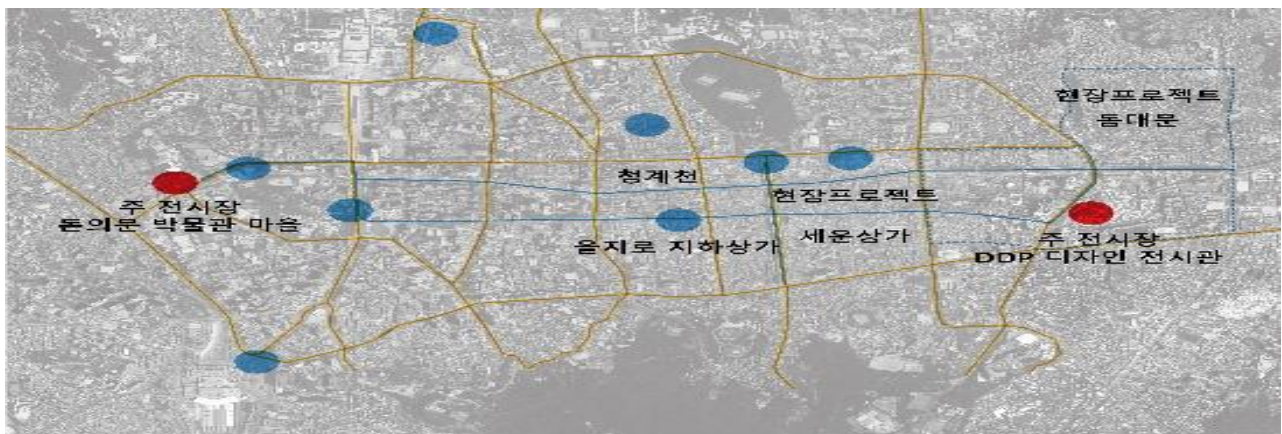 현장프로젝트
동대문
청계천
현장프로젝트
주 전시장
돈의문 박물관 마을
을지로 지하상가
세운상가
주 전시장
DDP 디자인 전시관